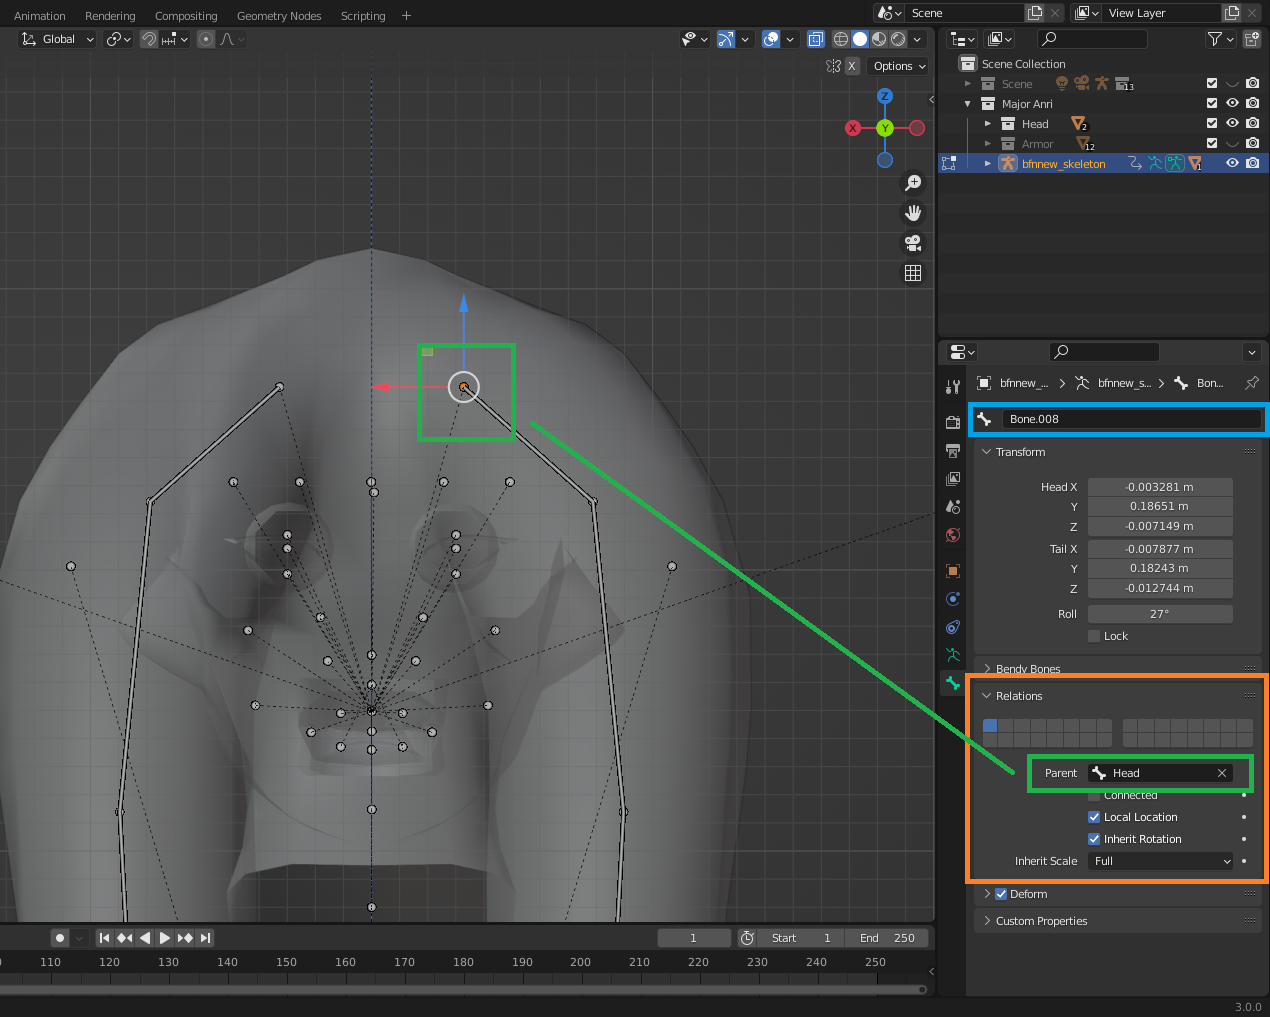 Animation Rendering Compositing Geometry Nodes Scripting +
Scene
View Layer
Global
X Options
Z
X
Y
Scene Collection
Scene 13
Major Anri
Head 2
Armor 12
bfnnew_skeleton 1
bfnnew_... > bfnnew_s... > Bon...
Bone.008
Transform
Head X -0.003281 m
Y 0.18651 m
Z -0.007149 m
Tail X -0.007877 m
Y 0.18243 m
Z -0.012744 m
Roll 27°
Lock
Bendy Bones
Relations
Parent Head
Connected
Local Location
Inherit Rotation
Inherit Scale Full
Deform
Custom Properties
1 Start 1 End 250
110 120 130 140 150 160 170 180 190 200 210 220 230 240 250
3.0.0